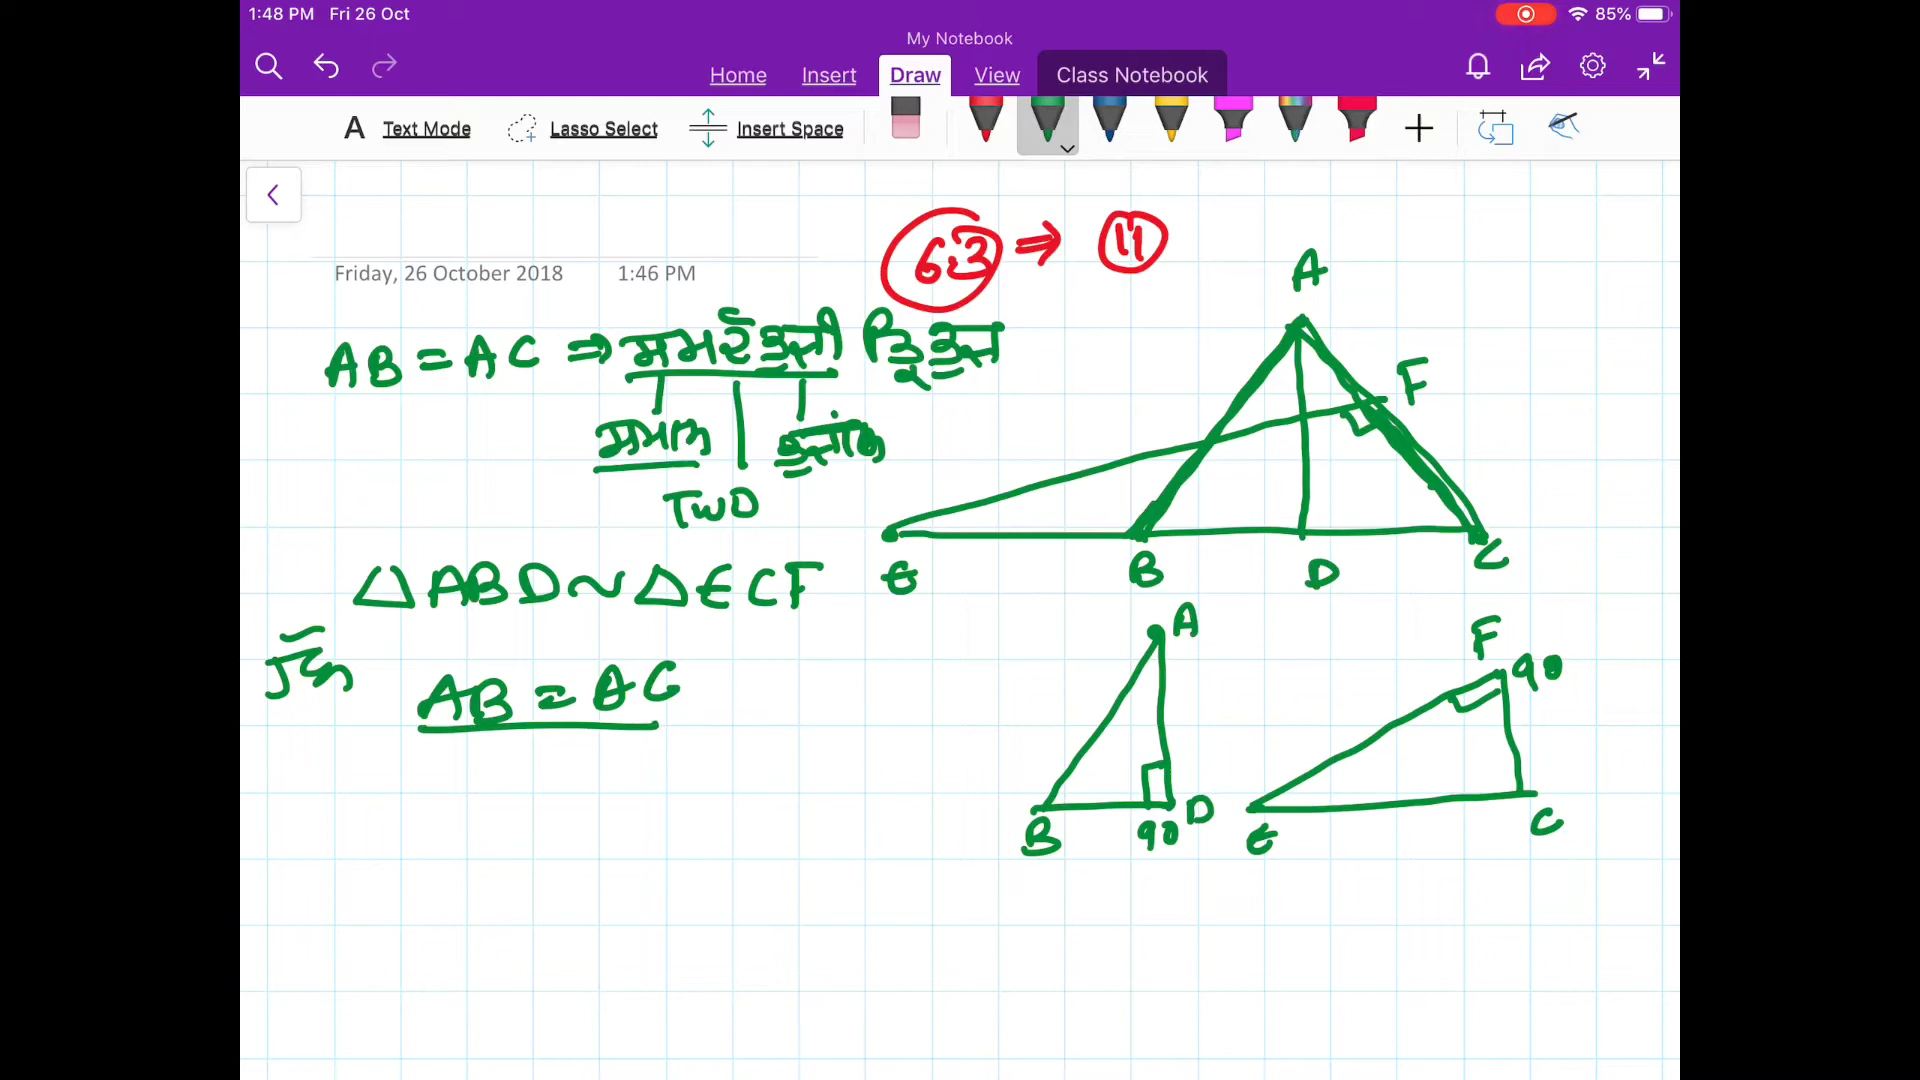 1:48 PM Fri 26 Oct 85%
My Notebook
Home Insert Draw View Class Notebook
A Text Mode Lasso Select Insert Space
6.3 ⇒ 11
Friday, 26 October 2018 1:46 PM
AB = AC ⇒
TWO
△ABD ~ △ECF
AB = AC
A
F
E B D C
A
B 90 D
F 90
E C